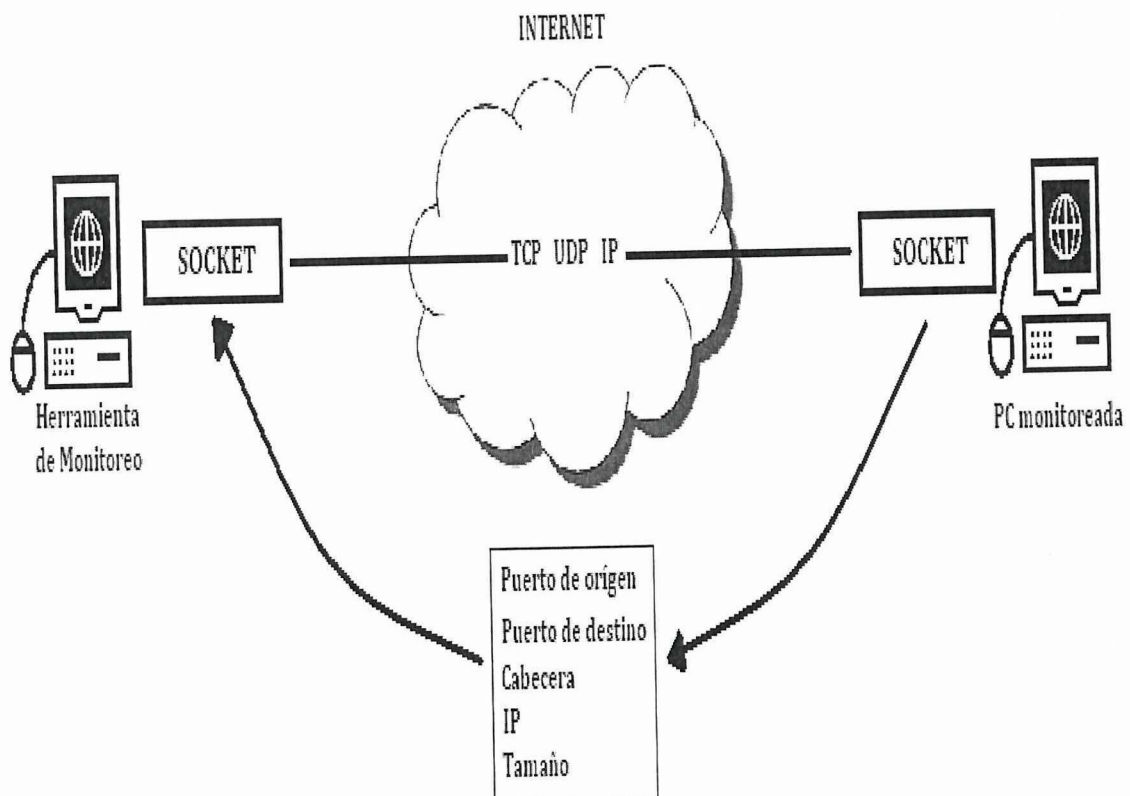 INTERNET
SOCKET
TCP UDP IP
SOCKET
Herramienta
de Monitoreo
PC monitoreada
Puerto de orígen
Puerto de destino
Cabecera
IP
Tamaño